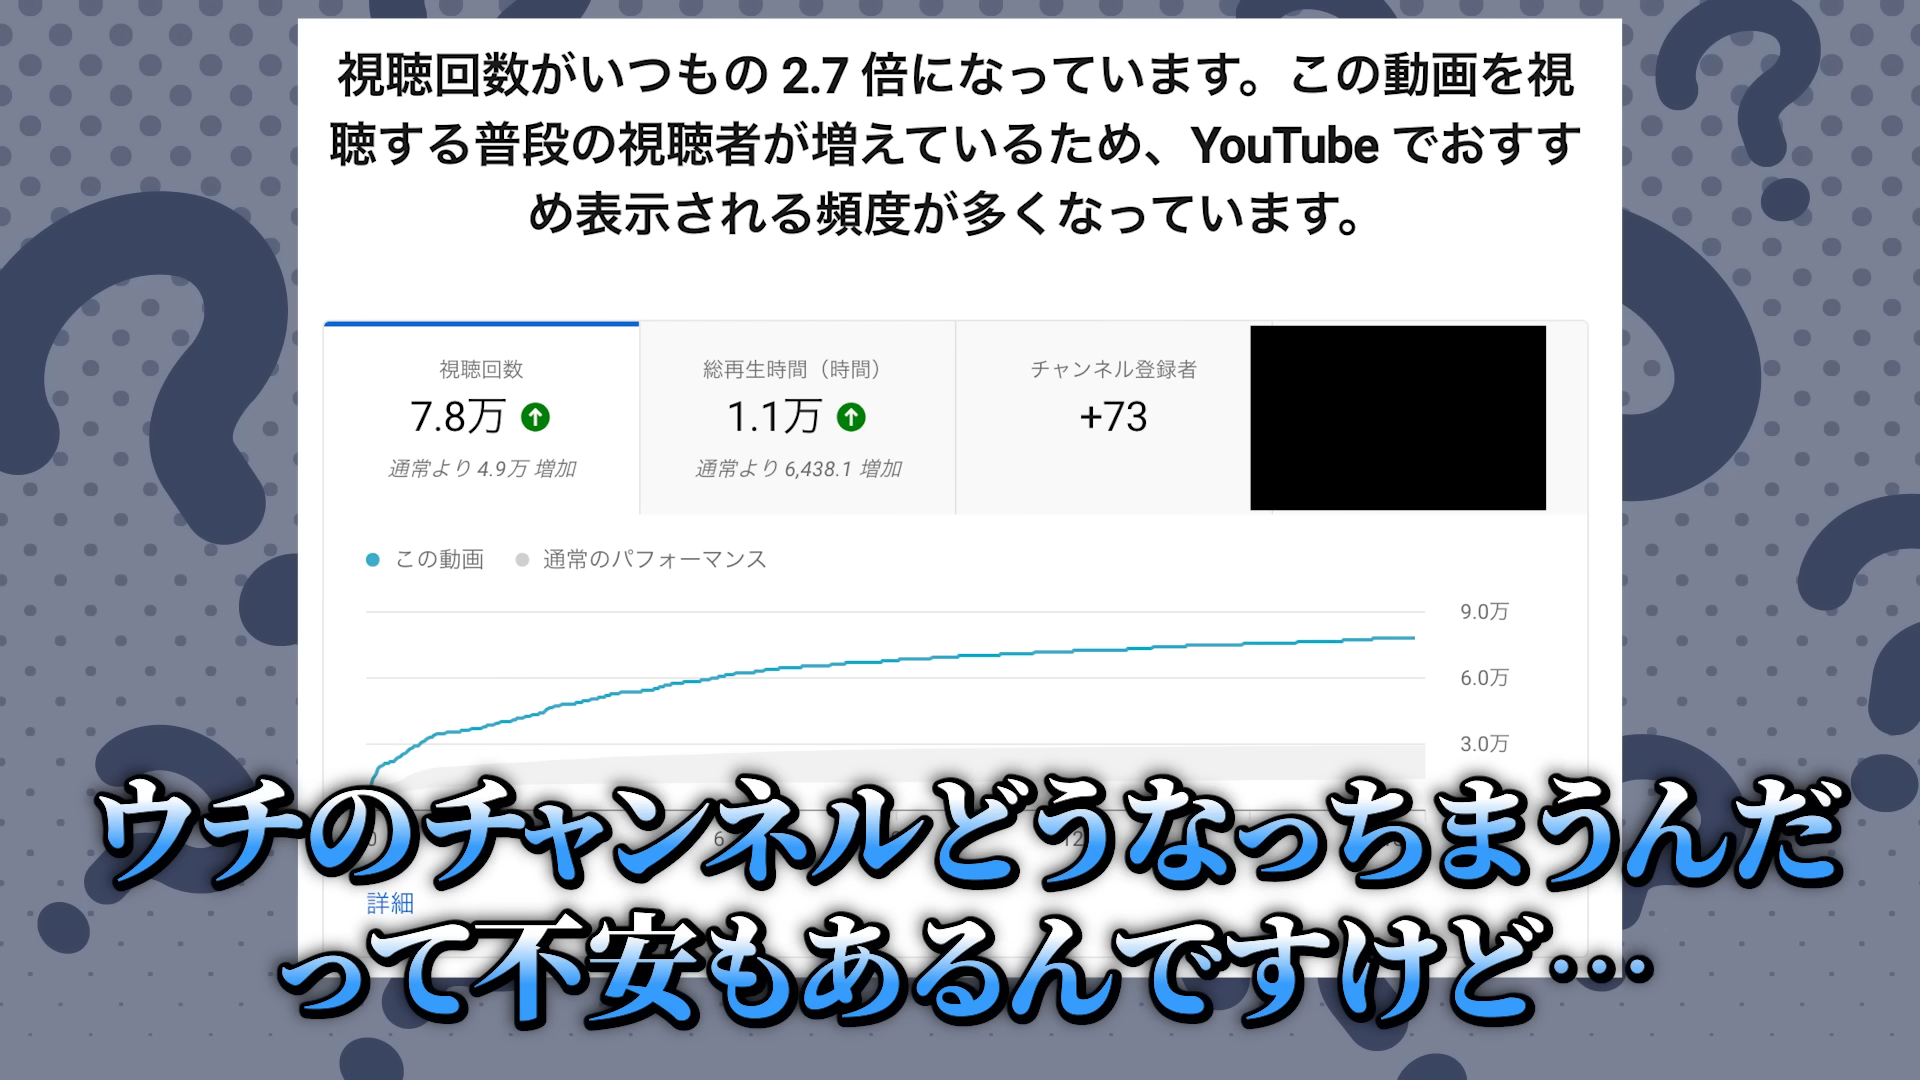 視聴回数がいつもの 2.7 倍になっています。この動画を視
聴する普段の視聴者が増えているため、YouTube でおすす
め表示される頻度が多くなっています。
視聴回数
7.8万
通常より 4.9万 増加
総再生時間（時間）
1.1万
通常より 6,438.1 増加
チャンネル登録者
+73
この動画
通常のパフォーマンス
9.0万
6.0万
3.0万
0
6
12
詳細
ウチのチャンネルどうなっちまうんだ
って不安もあるんですけど…